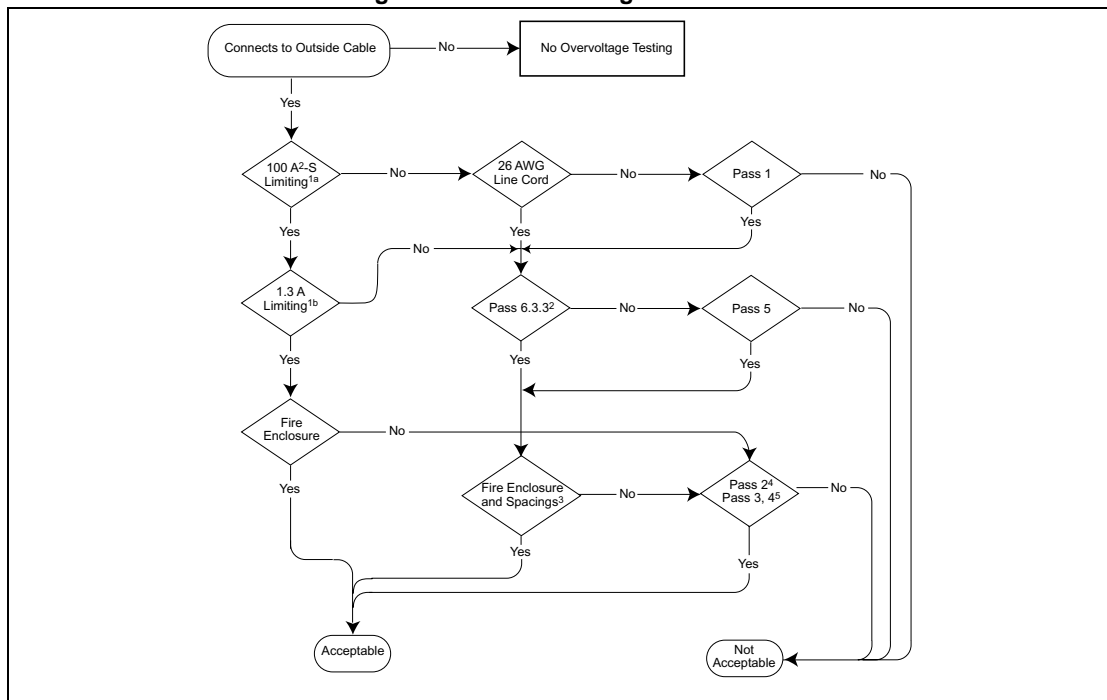 Connects to Outside Cable
No
No Overvoltage Testing
Yes
100 A²-S
Limiting¹ᵃ
No
26 AWG
Line Cord
No
Pass 1
No
Yes
Yes
Yes
No
1.3 A
Limiting¹ᵇ
Pass 6.3.3²
No
Pass 5
No
Yes
Yes
Yes
Fire
Enclosure
No
Fire Enclosure
and Spacings³
No
Pass 2⁴
Pass 3, 4⁵
No
Yes
Yes
Yes
Acceptable
Not
Acceptable